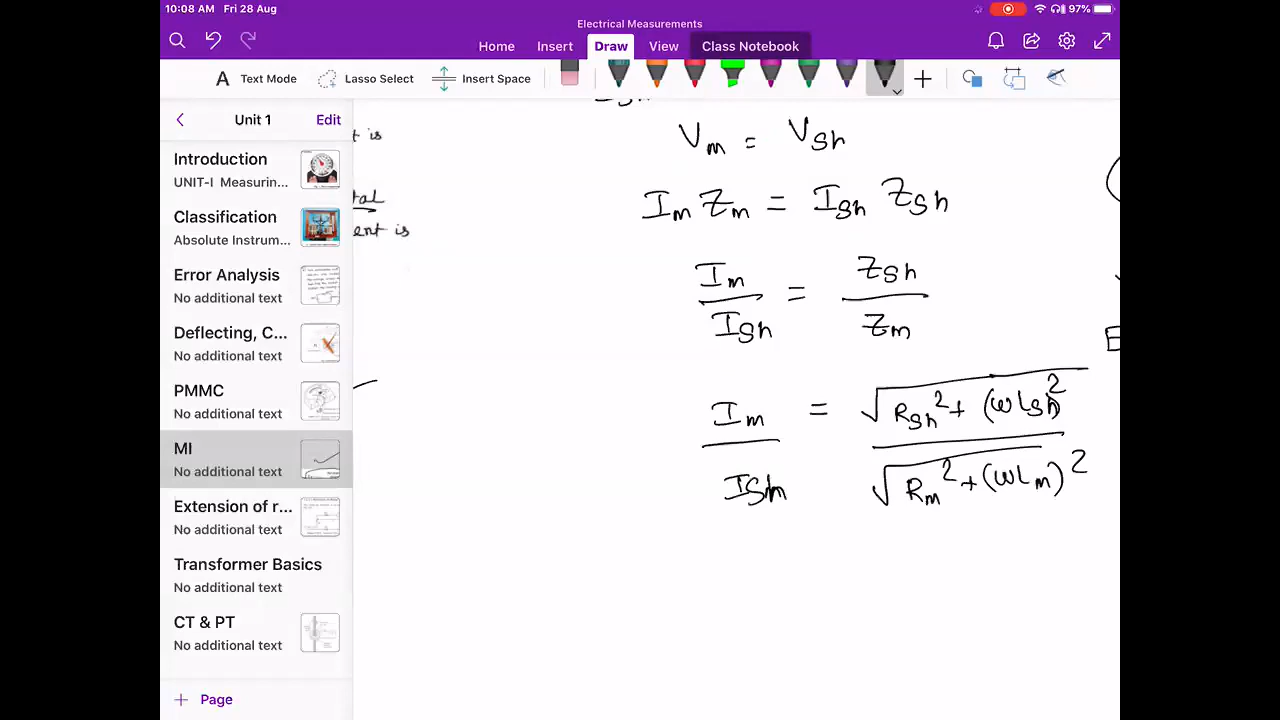 10:08 AM Fri 28 Aug
97%
Electrical Measurements
Home Insert Draw View Class Notebook
A Text Mode Lasso Select Insert Space
Unit 1 Edit
Introduction
UNIT-I Measurin...
Classification
Absolute Instrum...
Error Analysis
No additional text
Deflecting, C...
No additional text
PMMC
No additional text
MI
No additional text
Extension of r...
No additional text
Transformer Basics
No additional text
CT & PT
No additional text
+ Page
t is
tal
ent is
Vm = Vsh
Im Zm = Ish Zsh
Im / Ish = Zsh / Zm
Im / Ish = √Rsh² + (ωLsh)² / √Rm² + (ωLm)²